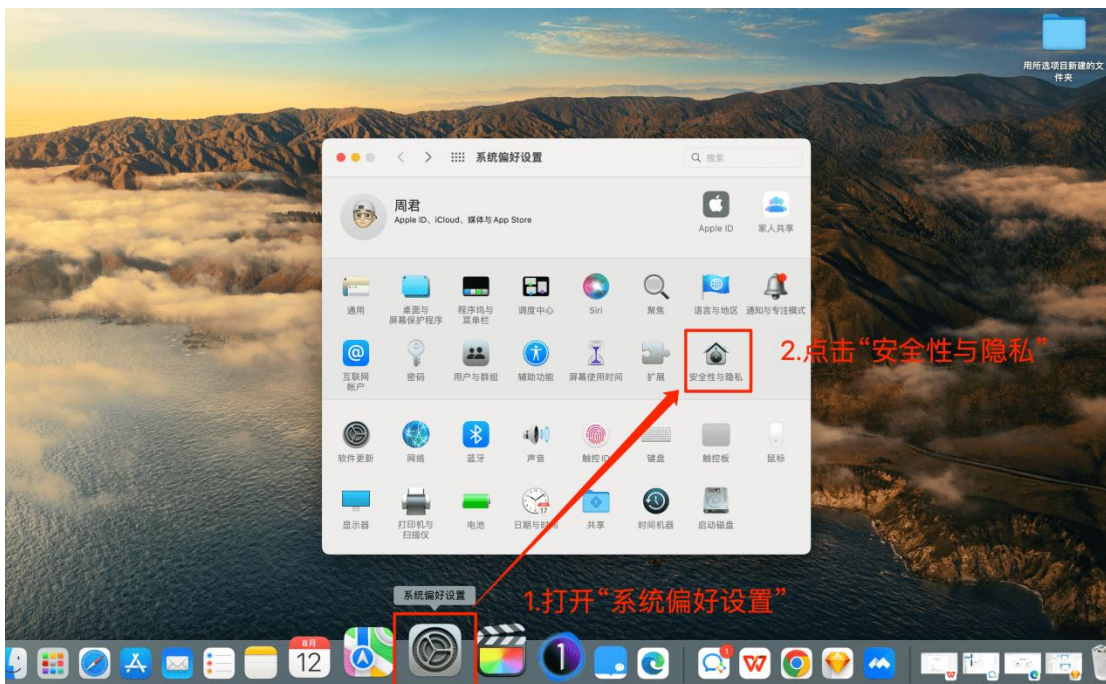 用所选项目新建的文
件夹
系统偏好设置
搜索
周君
Apple ID、iCloud、媒体与 App Store
Apple ID
家人共享
通用
桌面与
屏幕保护程序
程序坞与
菜单栏
调度中心
Siri
聚焦
语言与地区
通知与专注模式
互联网
帐户
密码
用户与群组
辅助功能
屏幕使用时间
扩展
安全性与隐私
2.点击“安全性与隐私”
软件更新
网络
蓝牙
声音
触控 ID
键盘
触控板
鼠标
显示器
打印机与
扫描仪
电池
日期与时间
共享
时间机器
启动磁盘
系统偏好设置
1.打开“系统偏好设置”
8月
12
1